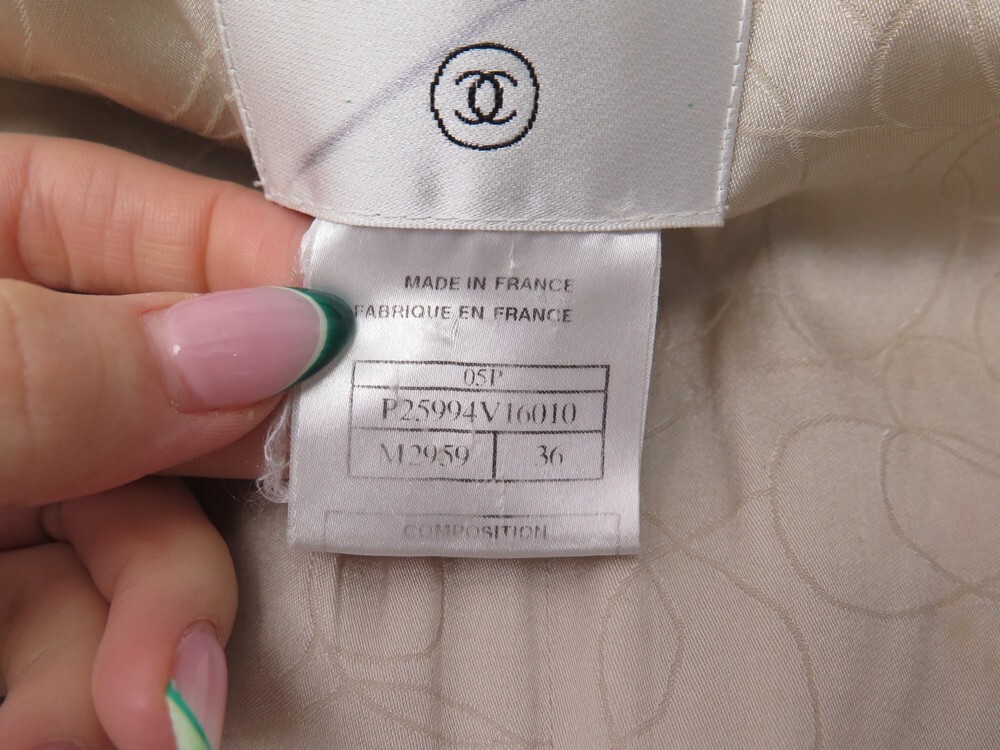 MADE IN FRANCE
FABRIQUE EN FRANCE
05P
P25994V16010
M2959 36
COMPOSITION